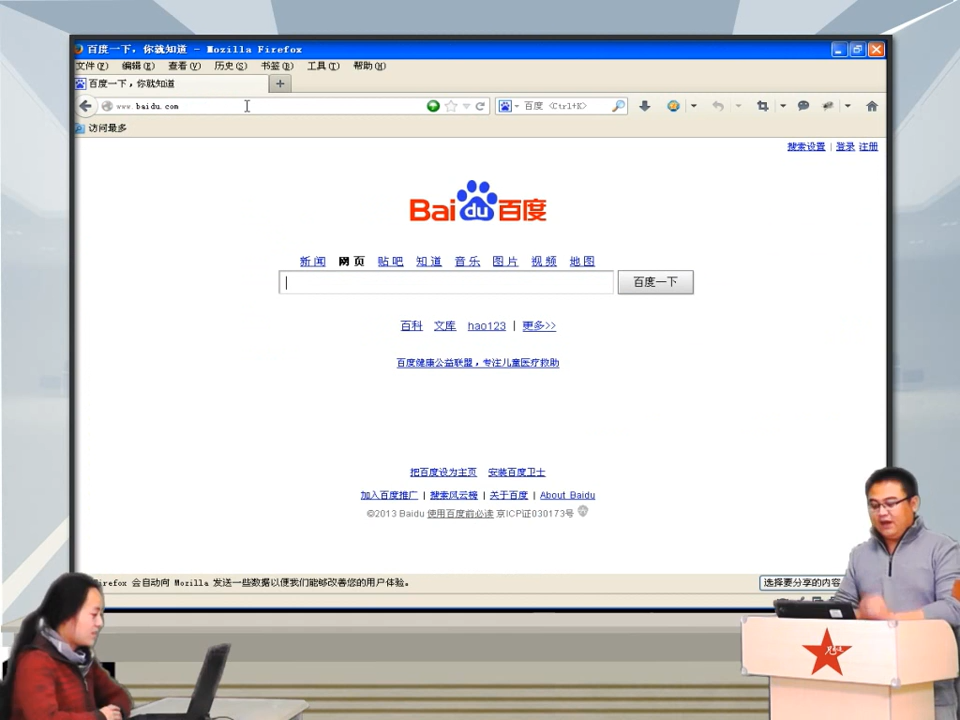 百度一下，你就知道 - Mozilla Firefox
文件(F) 编辑(E) 查看(V) 历史(S) 书签(B) 工具(T) 帮助(H)
百度一下，你就知道
www.baidu.com 百度 <Ctrl+K>
访问最多
搜索设置 | 登录 注册
Bai du 百度
新闻 网页 贴吧 知道 音乐 图片 视频 地图
百度一下
百科 文库 hao123 | 更多>>
百度健康公益联盟，专注儿童医疗救助
把百度设为主页 安装百度卫士
加入百度推广 | 搜索风云榜 | 关于百度 | About Baidu
©2013 Baidu 使用百度前必读 京ICP证030173号
irefox 会自动向 Mozilla 发送一些数据以便我们能够改善您的用户体验。
选择要分享的内容